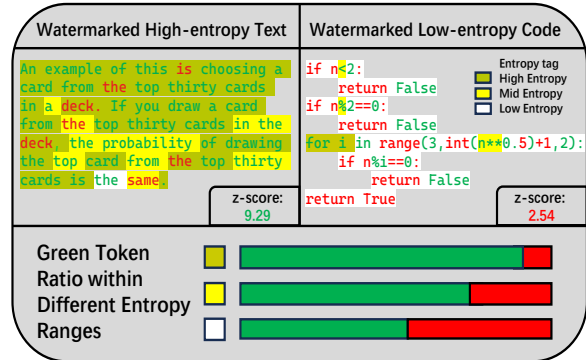 Watermarked High-entropy Text
Watermarked Low-entropy Code
An example of this is choosing a
card from the top thirty cards
in a deck. If you draw a card
from the top thirty cards in the
deck, the probability of drawing
the top card from the top thirty
cards is the same.
z-score:
9.29
if n<2:
return False
if n%2==0:
return False
for i in range(3,int(n**0.5)+1,2):
if n%i==0:
return False
return True
Entropy tag
High Entropy
Mid Entropy
Low Entropy
z-score:
2.54
Green Token
Ratio within
Different Entropy
Ranges